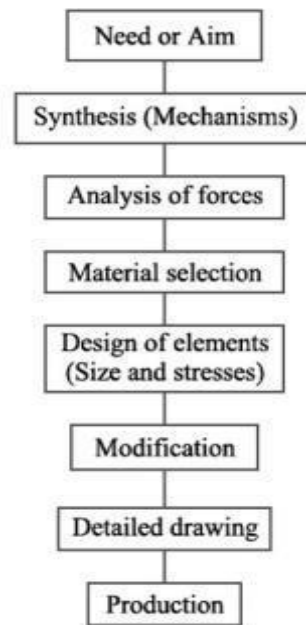 Need or Aim
Synthesis (Mechanisms)
Analysis of forces
Material selection
Design of elements
(Size and stresses)
Modification
Detailed drawing
Production